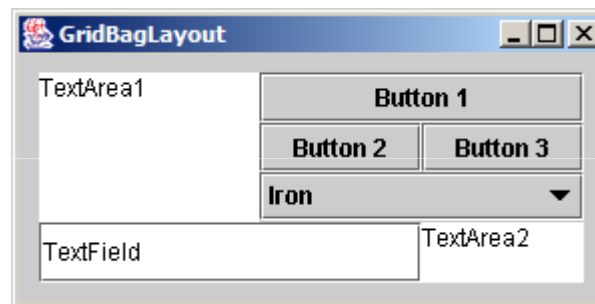 GridBagLayout
TextArea1
Button 1
Button 2 Button 3
Iron
TextField
TextArea2